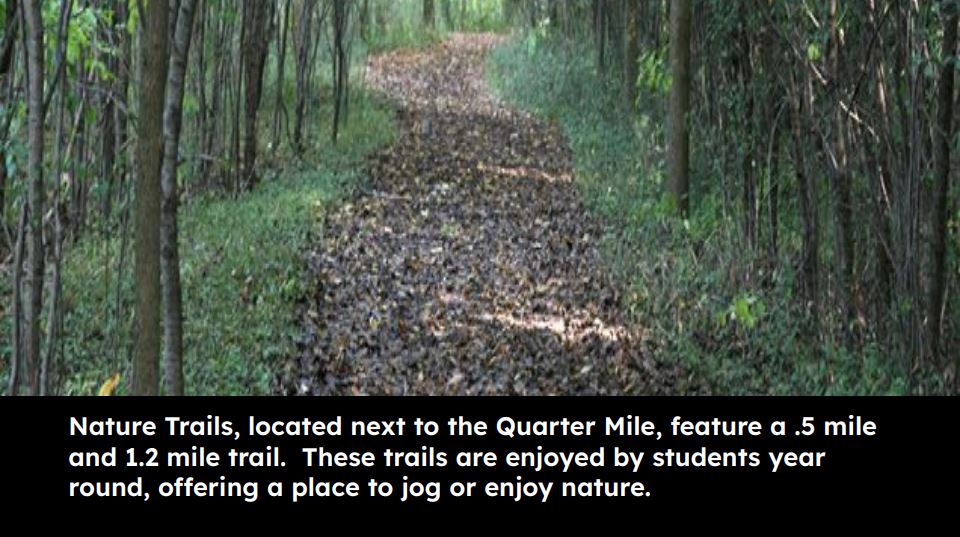 Nature Trails, located next to the Quarter Mile, feature a .5 mile
and 1.2 mile trail.  These trails are enjoyed by students year
round, offering a place to jog or enjoy nature.